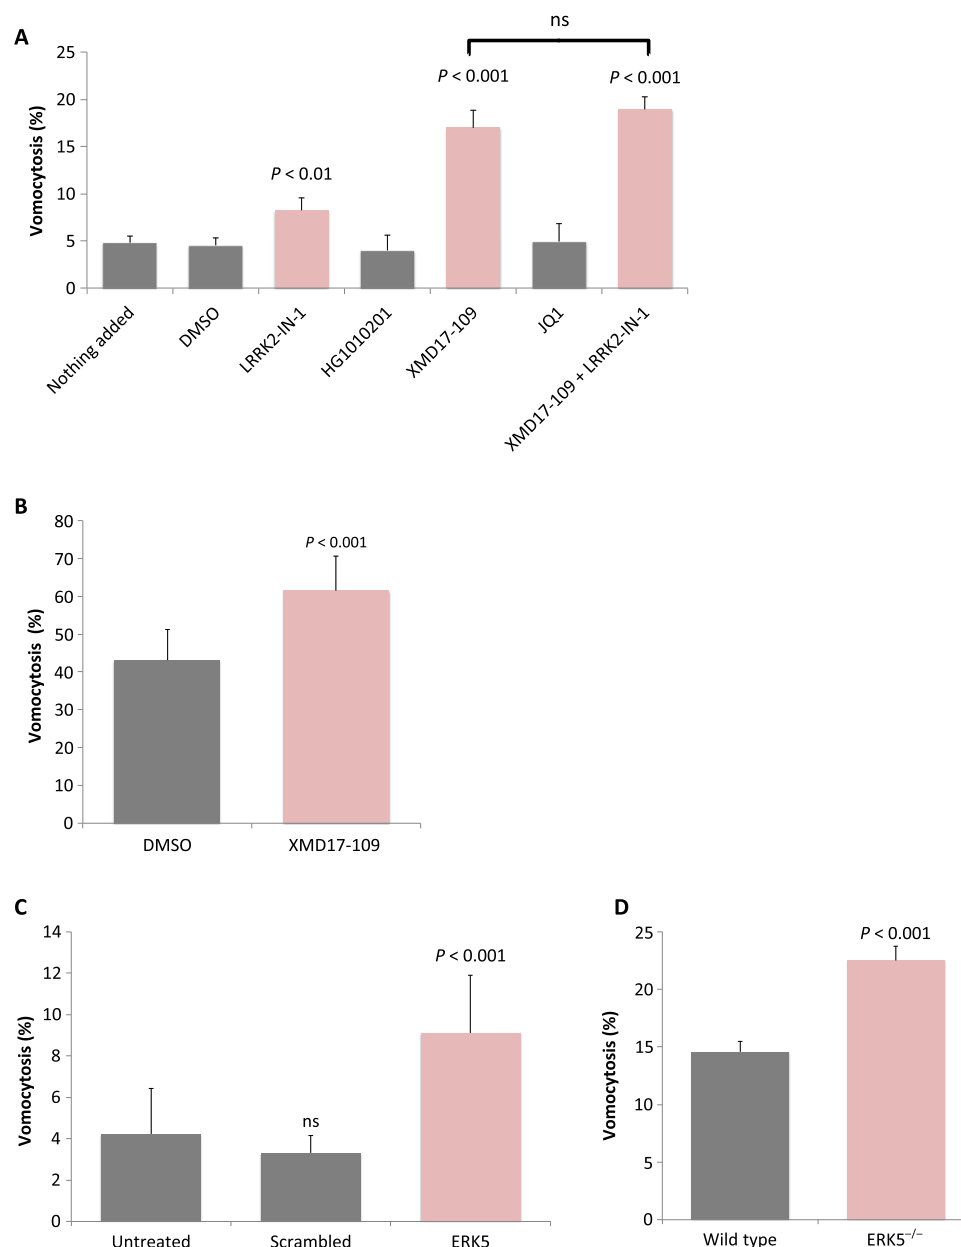 A
ns
25
20
15
10
5
0
Vomocytosis (%)
P < 0.01
P < 0.001
P < 0.001
Nothing added
DMSO
LRRK2-IN-1
HG1010201
XMD17-109
JQ1
XMD17-109 + LRRK2-IN-1
B
80
70
60
50
40
30
20
10
0
Vomocytosis (%)
P < 0.001
DMSO
XMD17-109
C
14
12
10
8
6
4
2
0
Vomocytosis (%)
ns
P < 0.001
Untreated
Scrambled
ERK5
D
25
20
15
10
5
0
Vomocytosis (%)
P < 0.001
Wild type
ERK5⁻/⁻